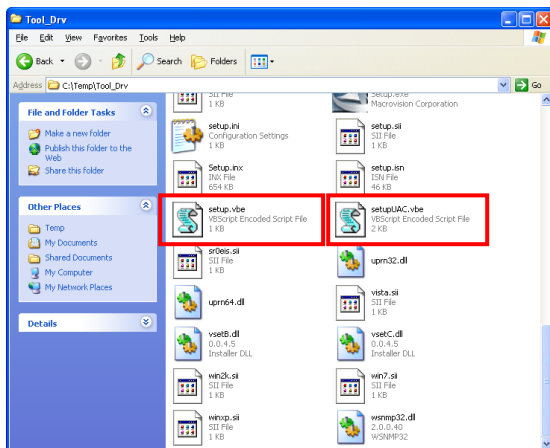 Tool_Drv
File Edit View Favorites Tools Help
Back Search Folders
Address C:\Temp\Tool_Drv Go
File and Folder Tasks
Make a new folder
Publish this folder to the
Web
Share this folder
Other Places
Temp
My Documents
Shared Documents
My Computer
My Network Places
Details
SII File
1 KB
Setup.exe
Macrovision Corporation
setup.ini
Configuration Settings
1 KB
setup.sii
SII File
1 KB
Setup.inx
INX File
654 KB
setup.isn
ISN File
46 KB
setup.vbe
VBScript Encoded Script File
1 KB
setupUAC.vbe
VBScript Encoded Script File
2 KB
sr0eis.sii
SII File
1 KB
uprn32.dll
uprn64.dll
vista.sii
SII File
1 KB
vsetB.dll
0.0.4.5
Installer DLL
vsetC.dll
0.0.4.5
Installer DLL
win2k.sii
SII File
1 KB
win7.sii
SII File
1 KB
winxp.sii
SII File
1 KB
wsnmp32.dll
2.0.0.40
WSNMP32